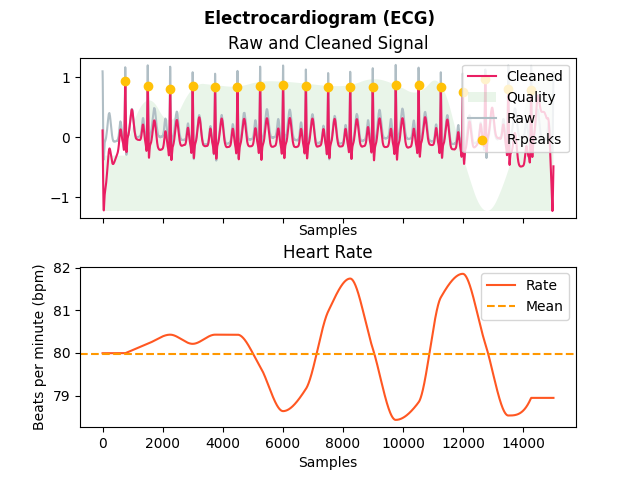 Electrocardiogram (ECG)
Raw and Cleaned Signal
1
0
−1
Cleaned
Quality
Raw
R-peaks
Samples
Heart Rate
Beats per minute (bpm)
82
81
80
79
Rate
Mean
0 2000 4000 6000 8000 10000 12000 14000
Samples